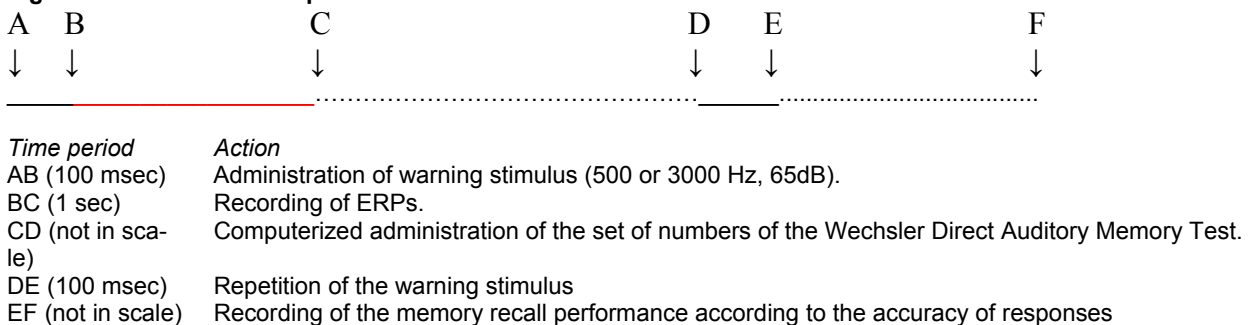 A B C D E F
↓ ↓ ↓ ↓ ↓ ↓
Time period Action
AB (100 msec) Administration of warning stimulus (500 or 3000 Hz, 65dB).
BC (1 sec) Recording of ERPs.
CD (not in sca- Computerized administration of the set of numbers of the Wechsler Direct Auditory Memory Test.
le)
DE (100 msec) Repetition of the warning stimulus
EF (not in scale) Recording of the memory recall performance according to the accuracy of responses